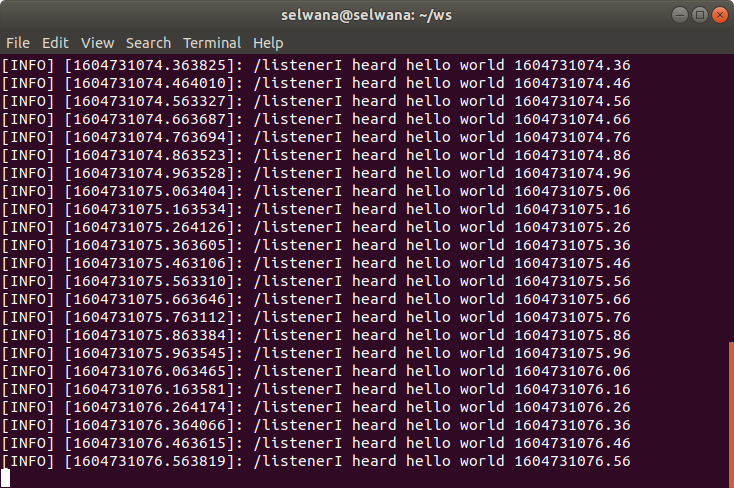 selwana@selwana: ~/ws
File Edit View Search Terminal Help
[INFO] [1604731074.363825]: /listenerI heard hello world 1604731074.36
[INFO] [1604731074.464010]: /listenerI heard hello world 1604731074.46
[INFO] [1604731074.563327]: /listenerI heard hello world 1604731074.56
[INFO] [1604731074.663687]: /listenerI heard hello world 1604731074.66
[INFO] [1604731074.763694]: /listenerI heard hello world 1604731074.76
[INFO] [1604731074.863523]: /listenerI heard hello world 1604731074.86
[INFO] [1604731074.963528]: /listenerI heard hello world 1604731074.96
[INFO] [1604731075.063404]: /listenerI heard hello world 1604731075.06
[INFO] [1604731075.163534]: /listenerI heard hello world 1604731075.16
[INFO] [1604731075.264126]: /listenerI heard hello world 1604731075.26
[INFO] [1604731075.363605]: /listenerI heard hello world 1604731075.36
[INFO] [1604731075.463106]: /listenerI heard hello world 1604731075.46
[INFO] [1604731075.563310]: /listenerI heard hello world 1604731075.56
[INFO] [1604731075.663646]: /listenerI heard hello world 1604731075.66
[INFO] [1604731075.763112]: /listenerI heard hello world 1604731075.76
[INFO] [1604731075.863384]: /listenerI heard hello world 1604731075.86
[INFO] [1604731075.963545]: /listenerI heard hello world 1604731075.96
[INFO] [1604731076.063465]: /listenerI heard hello world 1604731076.06
[INFO] [1604731076.163581]: /listenerI heard hello world 1604731076.16
[INFO] [1604731076.264174]: /listenerI heard hello world 1604731076.26
[INFO] [1604731076.364066]: /listenerI heard hello world 1604731076.36
[INFO] [1604731076.463615]: /listenerI heard hello world 1604731076.46
[INFO] [1604731076.563819]: /listenerI heard hello world 1604731076.56